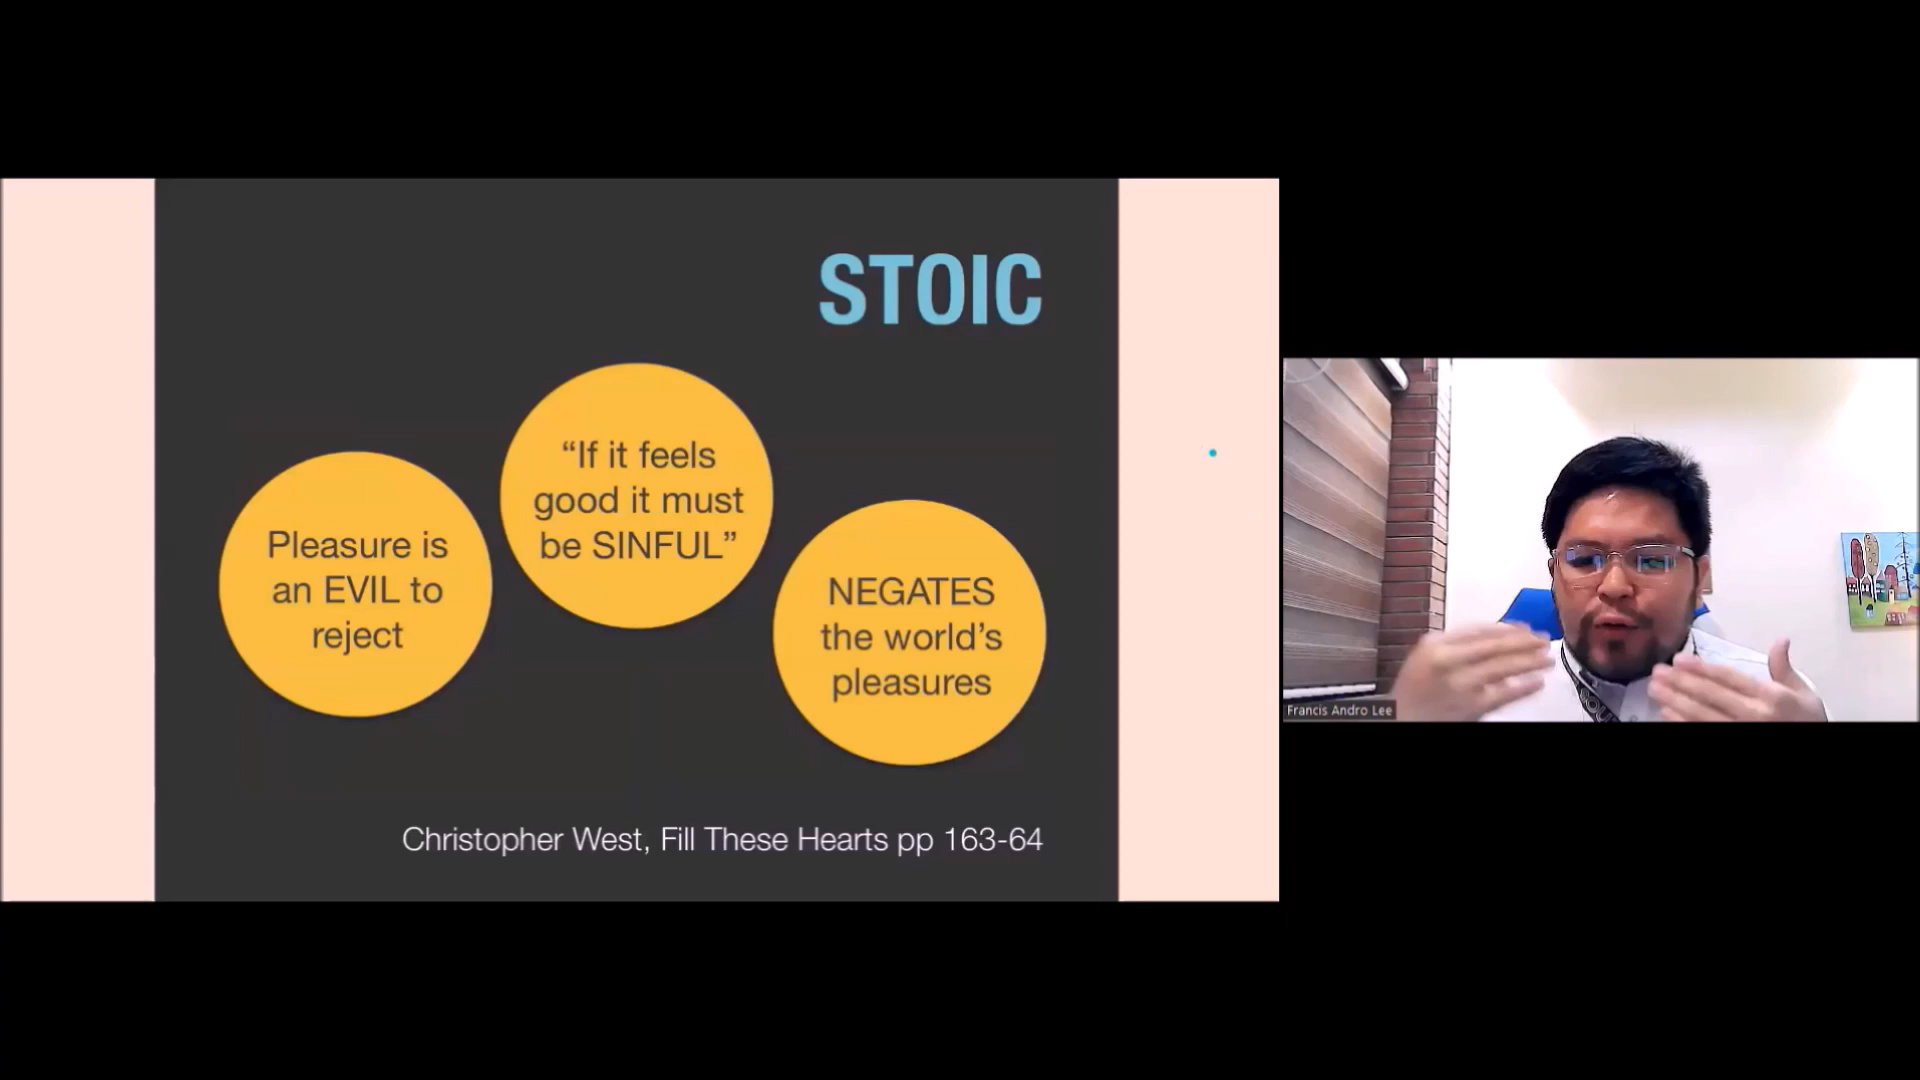 STOIC
Pleasure is
an EVIL to
reject
“If it feels
good it must
be SINFUL”
NEGATES
the world’s
pleasures
Christopher West, Fill These Hearts pp 163-64
Francis Andro Lee